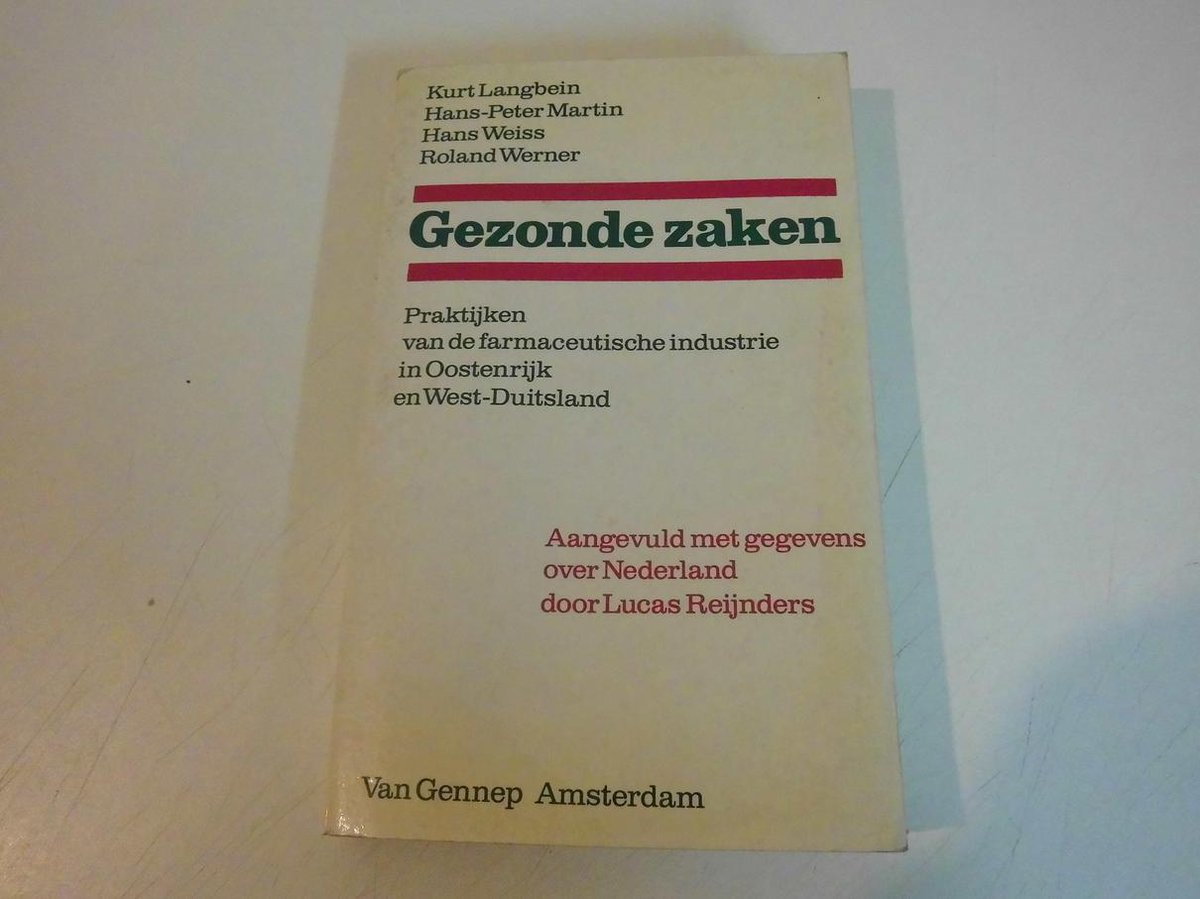 Kurt Langbein
Hans-Peter Martin
Hans Weiss
Roland Werner
Gezonde zaken
Praktijken
van de farmaceutische industrie
in Oostenrijk
en West-Duitsland
Aangevuld met gegevens
over Nederland
door Lucas Reijnders
Van Gennep Amsterdam